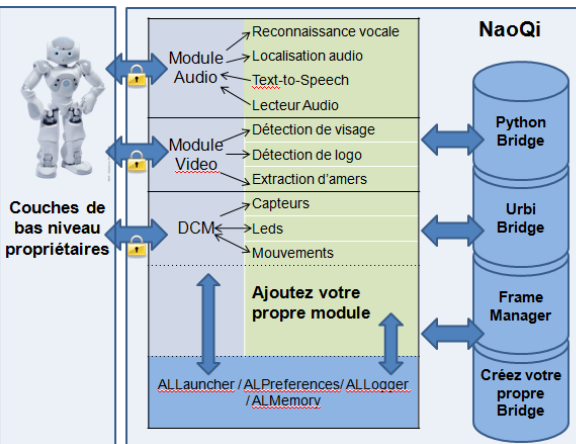 NaoQi
Couches de
bas niveau
propriétaires
Module
Audio
Reconnaissance vocale
Localisation audio
Text-to-Speech
Lecteur Audio
Module
Video
Détection de visage
Détection de logo
Extraction d'amers
DCM
Capteurs
Leds
Mouvements
Ajoutez votre
propre module
ALLauncher / ALPreferences/ ALLogger
/ ALMemory
Python
Bridge
Urbi
Bridge
Frame
Manager
Créez votre
propre
Bridge